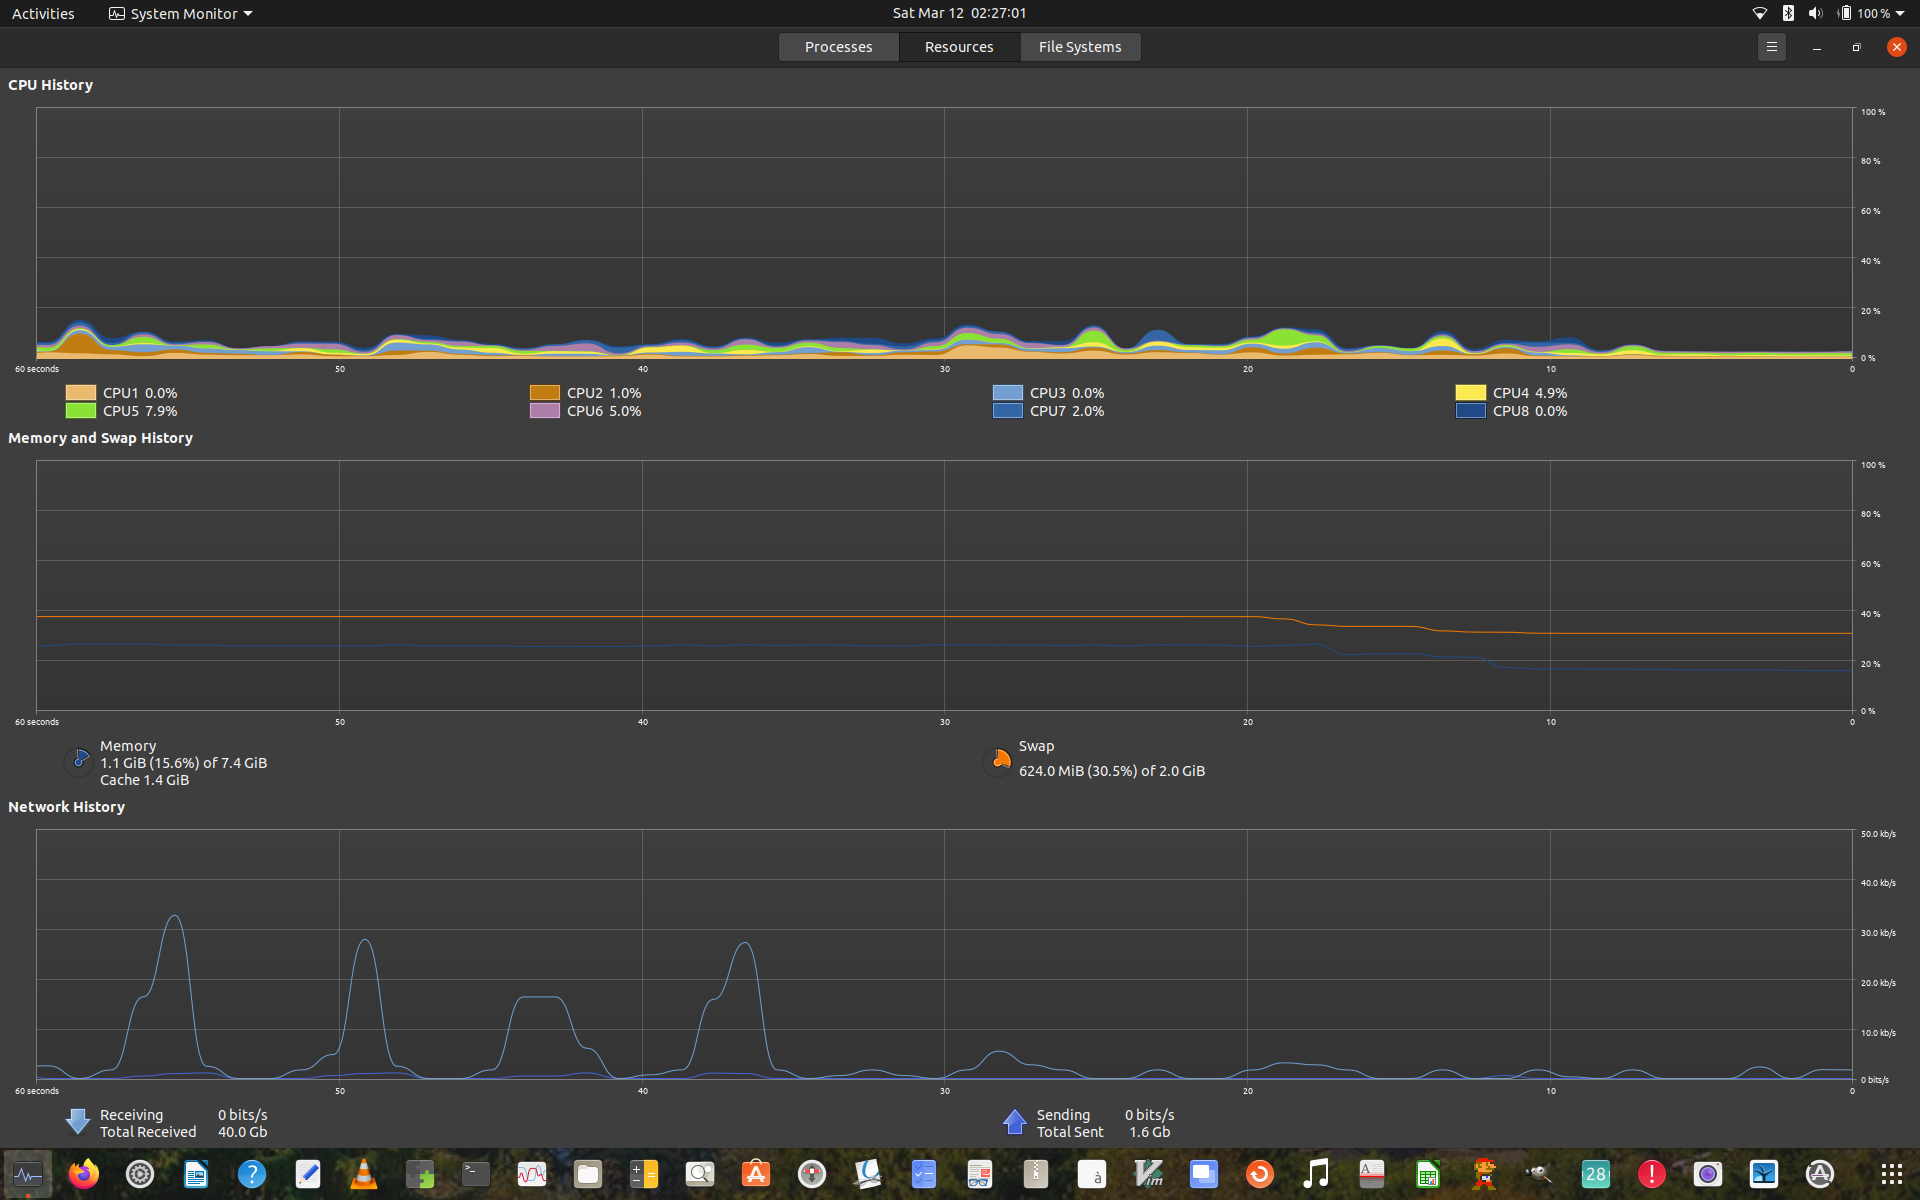 Activities System Monitor Sat Mar 12 02:27:01 100 %
Processes Resources File Systems
CPU History
100 %
80 %
60 %
40 %
20 %
0 %
60 seconds 50 40 30 20 10 0
CPU1 0.0% CPU2 1.0% CPU3 0.0% CPU4 4.9%
CPU5 7.9% CPU6 5.0% CPU7 2.0% CPU8 0.0%
Memory and Swap History
100 %
80 %
60 %
40 %
20 %
0 %
60 seconds 50 40 30 20 10 0
Memory
1.1 GiB (15.6%) of 7.4 GiB
Cache 1.4 GiB
Swap
624.0 MiB (30.5%) of 2.0 GiB
Network History
50.0 kb/s
40.0 kb/s
30.0 kb/s
20.0 kb/s
10.0 kb/s
0 bits/s
60 seconds 50 40 30 20 10 0
Receiving 0 bits/s
Total Received 40.0 Gb
Sending 0 bits/s
Total Sent 1.6 Gb
? >_ A à Vim A 28 !